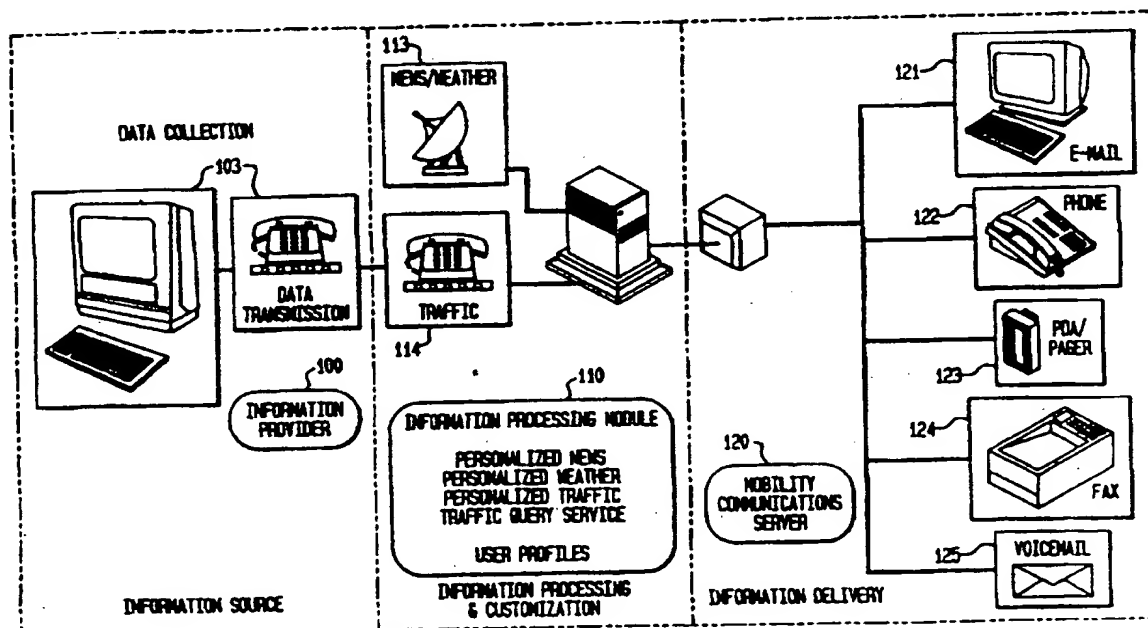 DATA COLLECTION
103
DATA
TRANSMISSION
100
INFORMATION
PROVIDER
INFORMATION SOURCE
113
NEWS/WEATHER
TRAFFIC
114
110
INFORMATION PROCESSING MODULE
PERSONALIZED NEWS
PERSONALIZED WEATHER
PERSONALIZED TRAFFIC
TRAFFIC QUERY SERVICE
USER PROFILES
INFORMATION PROCESSING
& CUSTOMIZATION
120
MOBILITY
COMMUNICATIONS
SERVER
INFORMATION DELIVERY
121
E-MAIL
122
PHONE
123
PDA/
PAGER
124
FAX
125
VOICEMAIL